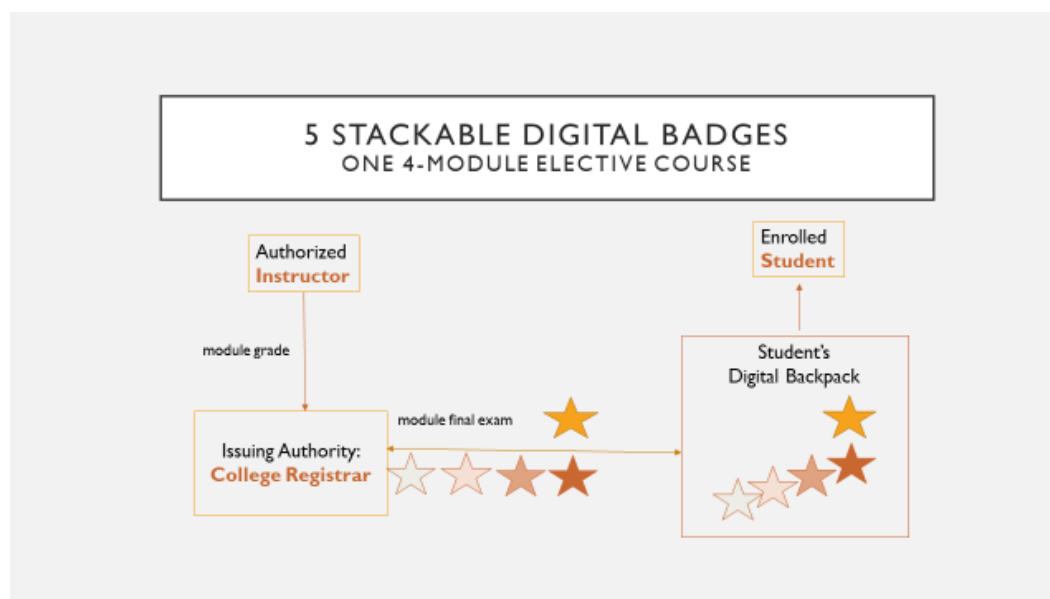 5 STACKABLE DIGITAL BADGES
ONE 4-MODULE ELECTIVE COURSE
Authorized
Instructor
Enrolled
Student
module grade
Student's
Digital Backpack
module final exam
Issuing Authority:
College Registrar